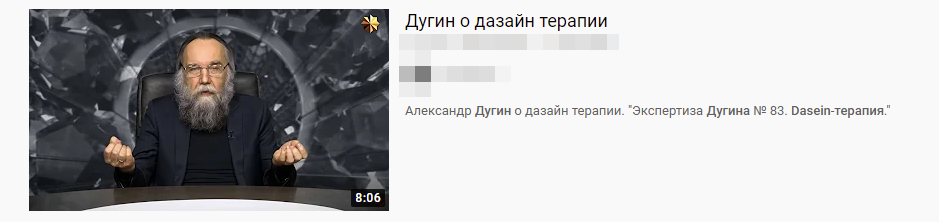 Дугин о дазайн терапии
Александр Дугин о дазайн терапии. "Экспертиза Дугина № 83. Dasein-терапия."
8:06